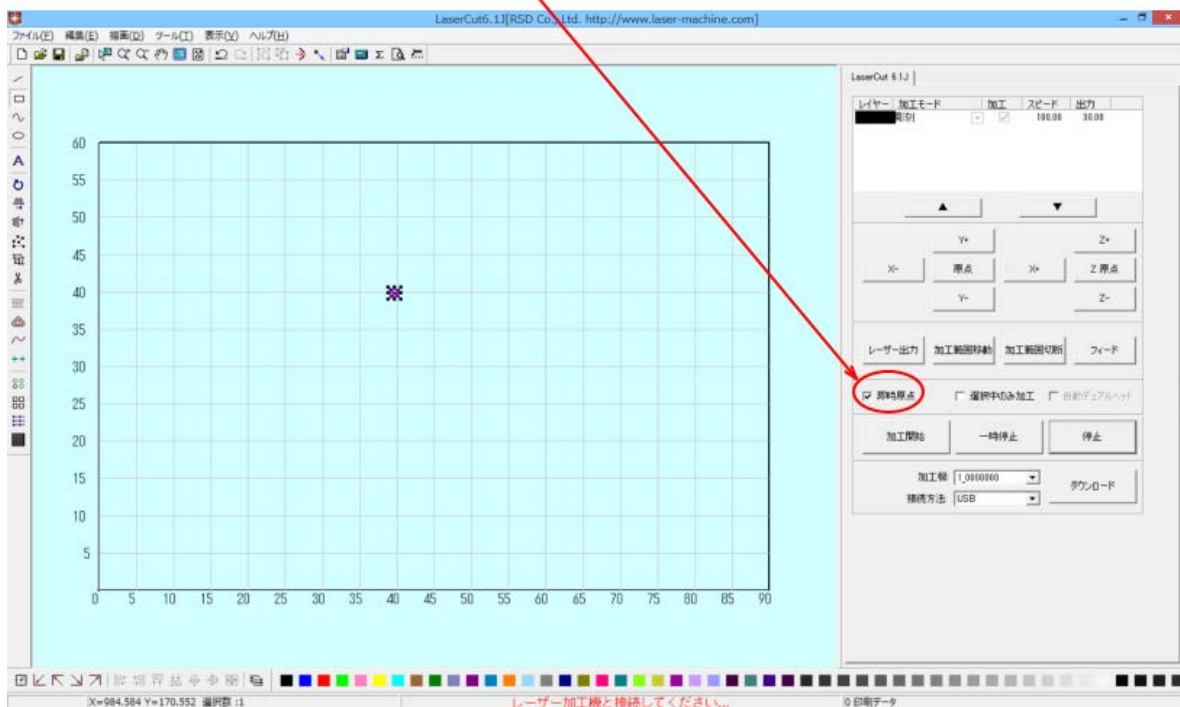 LaserCut6.1J[RSD Co., Ltd. http://www.laser-machine.com]
ファイル(F) 編集(E) 描画(D) ツール(T) 表示(V) ヘルプ(H)
LaserCut 6.1J
レイヤー 加工モード 加工 スピード 出力
彫刻 100.00 30.00
▲ ▼
Y+ Z+
X- 原点 X+ Z 原点
Y- Z-
レーザー出力 加工範囲移動 加工範囲切断 フィード
即時原点 選択中のみ加工 自動デュアルヘッド
加工開始 一時停止 停止
加工機 1_0000000
接続方法 USB
ダウンロード
60
55
50
45
40
35
30
25
20
15
10
5
0 5 10 15 20 25 30 35 40 45 50 55 60 65 70 75 80 85 90
X=984.584 Y=170.552 選択数 :1 レーザー加工機と接続してください... 0 印刷データ